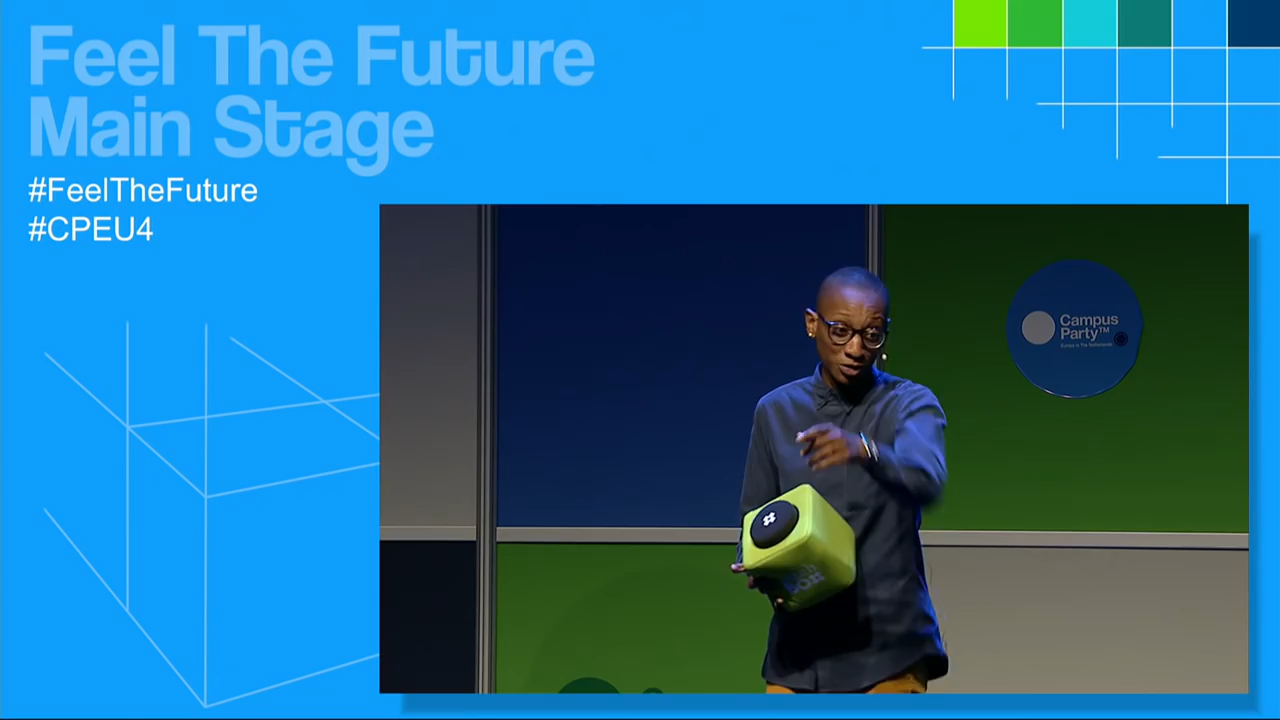 Feel The Future
Main Stage
#FeelTheFuture
#CPEU4
Campus
Party™